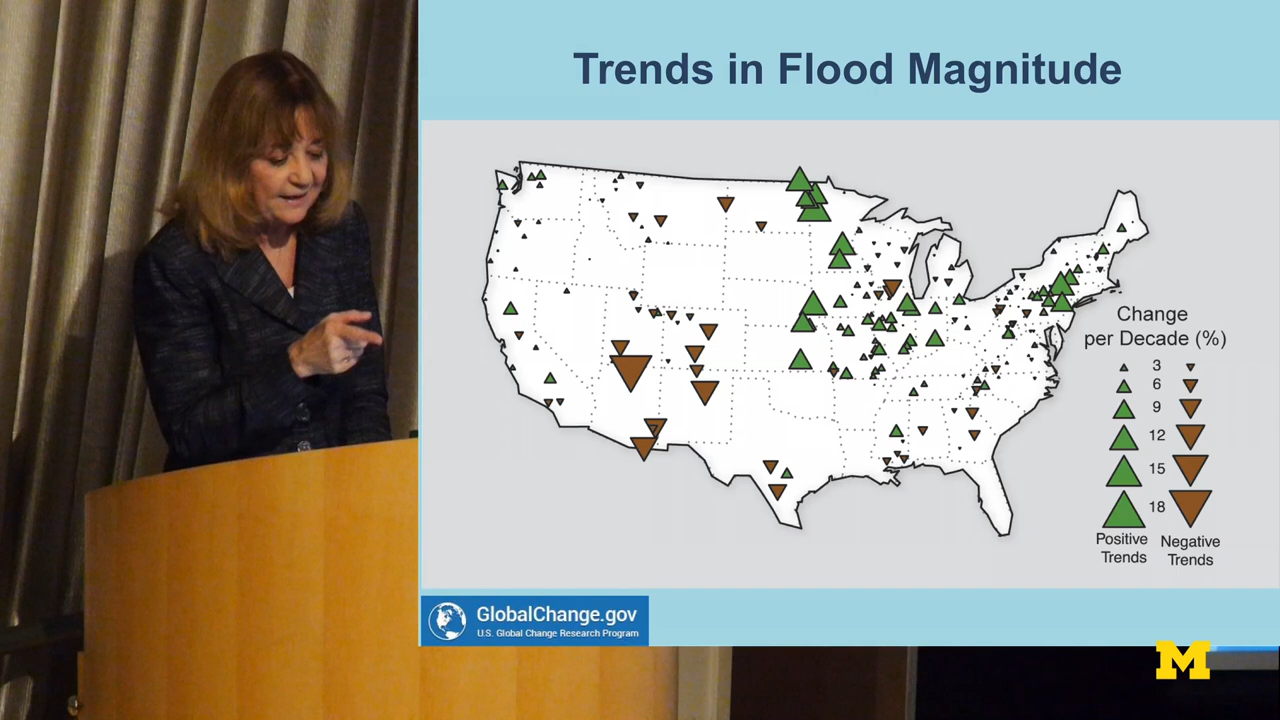 Trends in Flood Magnitude
Change
per Decade (%)
3
6
9
12
15
18
Positive
Trends
Negative
Trends
GlobalChange.gov
U.S. Global Change Research Program
M